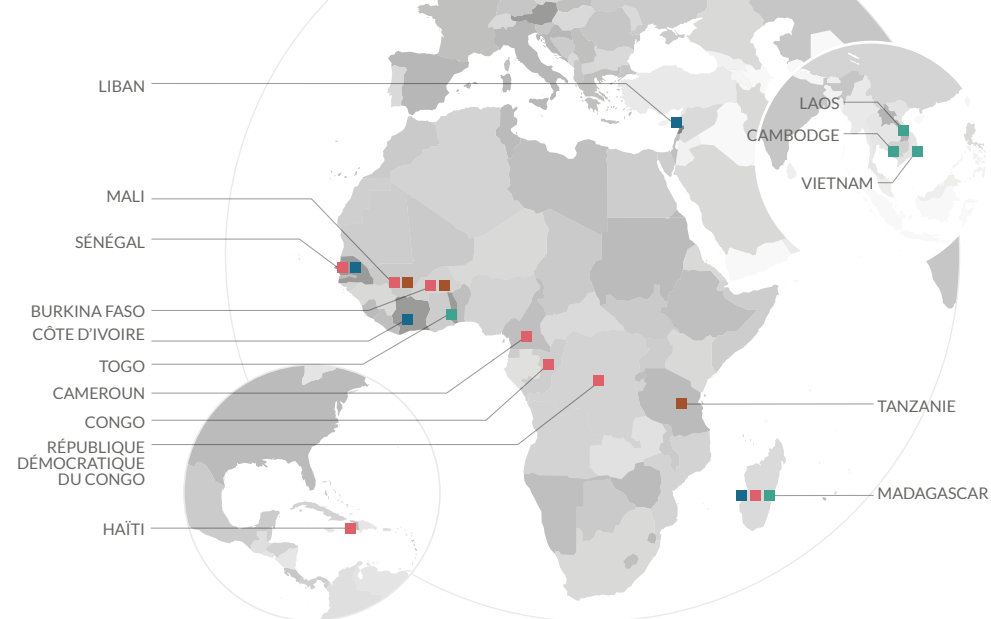 LIBAN
LAOS
CAMBODGE
VIETNAM
MALI
SÉNÉGAL
BURKINA FASO
CÔTE D'IVOIRE
TOGO
CAMEROUN
CONGO
RÉPUBLIQUE
DÉMOCRATIQUE
DU CONGO
HAÏTI
TANZANIE
MADAGASCAR